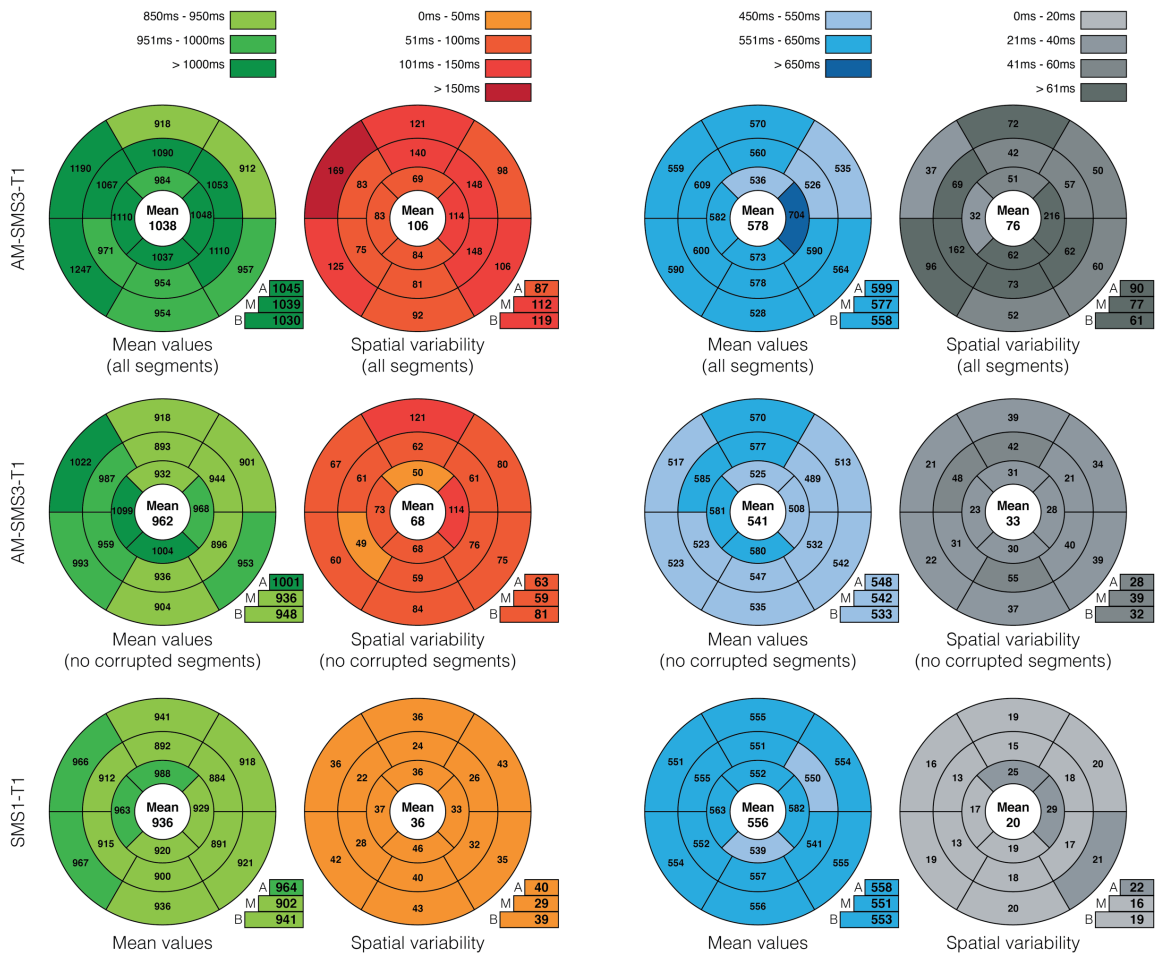 850ms - 950ms
951ms - 1000ms
> 1000ms
0ms - 50ms
51ms - 100ms
101ms - 150ms
> 150ms
450ms - 550ms
551ms - 650ms
> 650ms
0ms - 20ms
21ms - 40ms
41ms - 60ms
> 61ms
AM-SMS3-T1
918
1190
912
1090
1067
1053
984
1110
Mean
1038
1048
971
1037
1110
1247
954
957
954
A 1045
M 1039
B 1030
Mean values
(all segments)
121
169
98
140
83
148
69
83
Mean
106
114
75
84
148
125
81
106
92
A 87
M 112
B 119
Spatial variability
(all segments)
570
559
535
560
609
526
536
582
Mean
578
704
600
573
590
590
578
564
528
A 599
M 577
B 558
Mean values
(all segments)
72
37
50
42
69
57
51
32
Mean
76
216
162
62
62
96
73
60
52
A 90
M 77
B 61
Spatial variability
(all segments)
AM-SMS3-T1
918
1022
901
893
987
944
932
1099
Mean
962
968
959
1004
896
993
936
953
904
A 1001
M 936
B 948
Mean values
(no corrupted segments)
121
67
80
62
61
61
50
73
Mean
68
114
49
68
76
60
59
75
84
A 63
M 59
B 81
Spatial variability
(no corrupted segments)
570
517
513
577
585
489
525
581
Mean
541
508
523
580
532
523
547
542
535
A 548
M 542
B 533
Mean values
(no corrupted segments)
39
21
34
42
48
21
31
23
Mean
33
28
31
30
40
22
55
39
37
A 28
M 39
B 32
Spatial variability
(no corrupted segments)
SMS1-T1
941
966
918
892
912
884
988
963
Mean
936
929
915
920
891
967
900
921
936
A 964
M 902
B 941
Mean values
36
36
43
24
22
26
36
37
Mean
36
33
28
46
32
42
40
35
43
A 40
M 29
B 39
Spatial variability
555
551
554
551
555
550
552
563
Mean
556
582
552
539
541
554
557
555
556
A 558
M 551
B 553
Mean values
19
16
20
15
13
18
25
17
Mean
20
29
13
19
17
19
18
21
20
A 22
M 16
B 19
Spatial variability